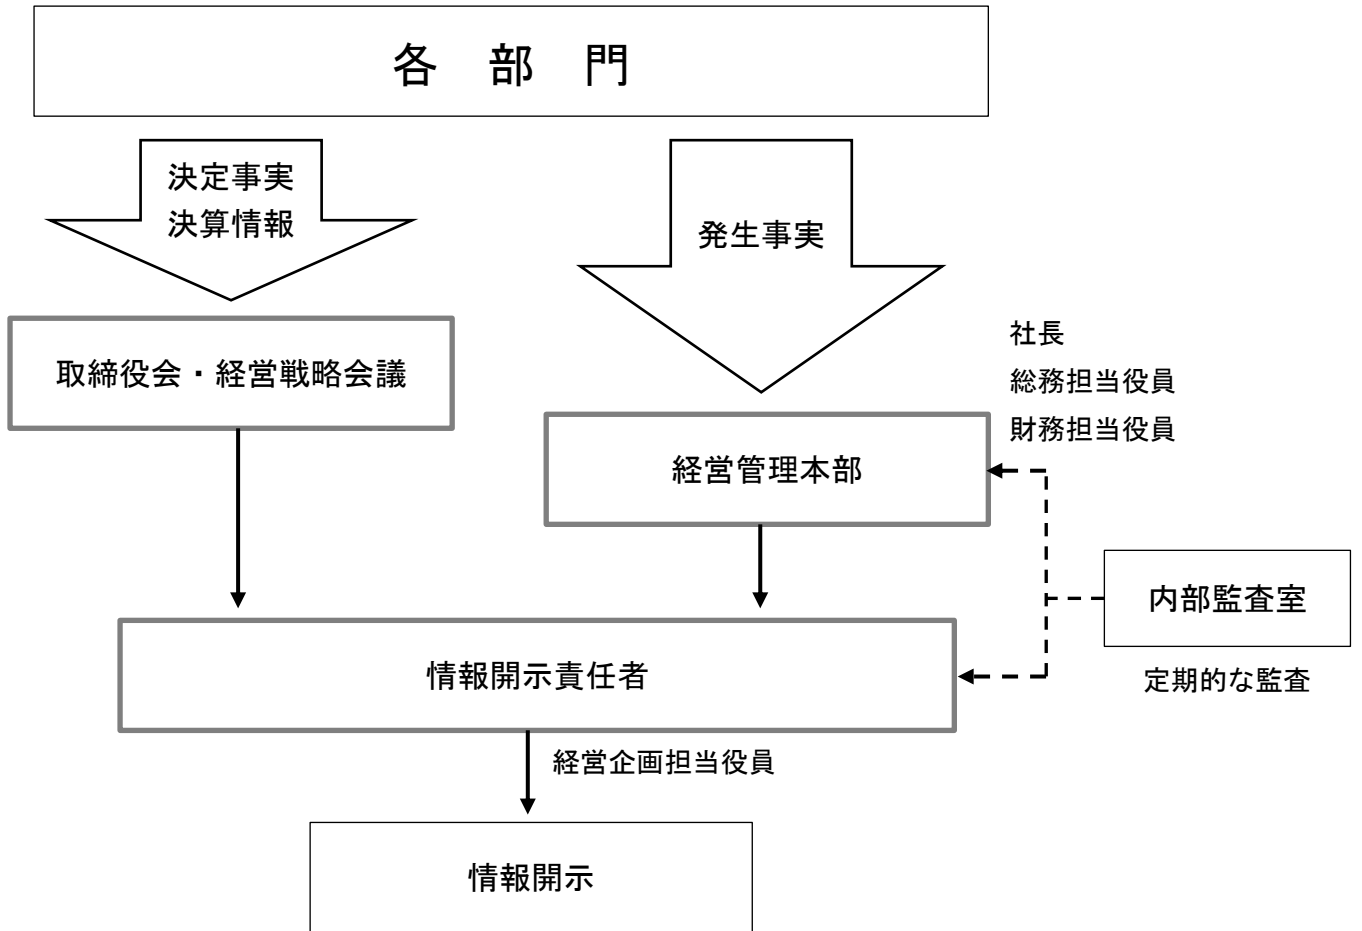 各　部　門
決定事実
決算情報
発生事実
取締役会・経営戦略会議
社長
総務担当役員
財務担当役員
経営管理本部
内部監査室
定期的な監査
情報開示責任者
経営企画担当役員
情報開示